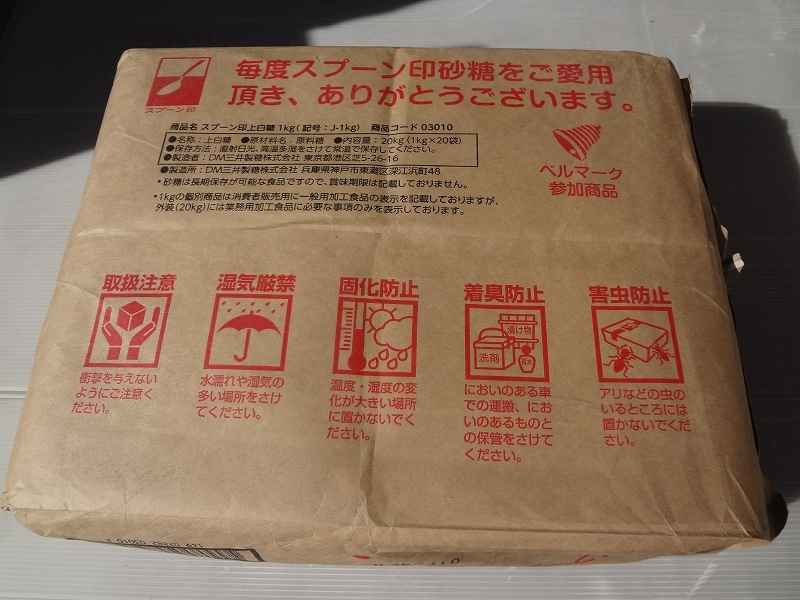 スプーン印
毎度スプーン印砂糖をご愛用
頂き、ありがとうございます。
商品名 スプーン印上白糖 1kg（記号：J-1kg） 商品コード 03010
●名称：上白糖 ●原材料名：原料糖 ●内容量：20kg（1kg×20袋）
●保存方法：直射日光、高温多湿をさけて常温で保存してください。
●製造者：DM三井製糖株式会社 東京都港区芝5-26-16
●製造所：DM三井製糖株式会社 兵庫県神戸市東灘区深江浜町48
・砂糖は長期保存が可能な食品ですので、賞味期限は記載しておりません。
・1kgの個別商品は消費者販売用に一般用加工食品の表示を記載しておりますが、
外装（20kg）には業務用加工食品に必要な事項のみを表示しております。
ベルマーク
参加商品
取扱注意
衝撃を与えない
ようにご注意く
ださい。
湿気厳禁
水濡れや湿気の
多い場所をさけ
てください。
固化防止
温度・湿度の変
化が大きい場所
に置かないでく
ださい。
着臭防止
漬け物
洗剤
香水
においのある車
での運搬、にお
いのあるものと
の保管をさけて
ください。
害虫防止
アリなどの虫の
いるところには
置かないでくだ
さい。